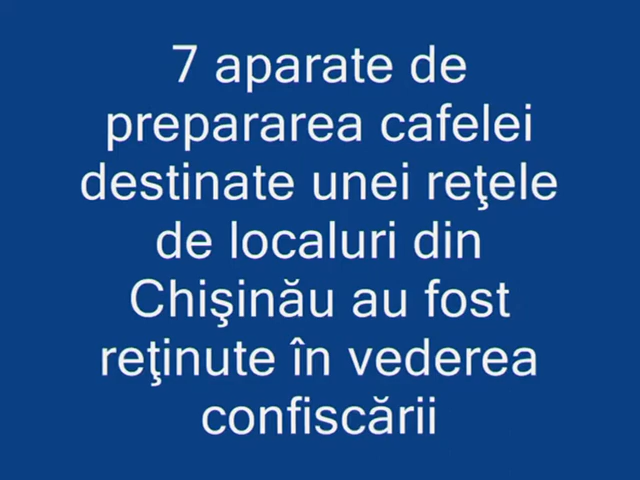 7 aparate de
prepararea cafelei
destinate unei reţele
de localuri din
Chişinău au fost
reţinute în vederea
confiscării